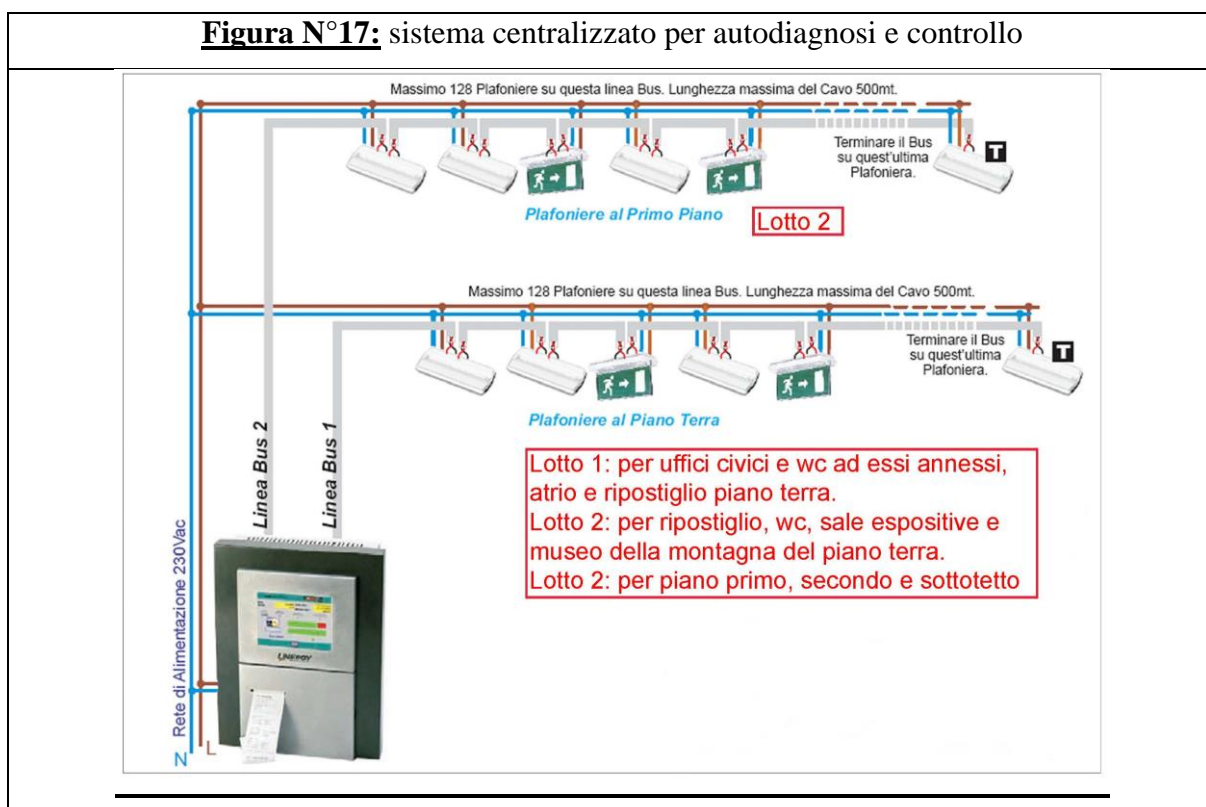 Figura N°17: sistema centralizzato per autodiagnosi e controllo
Massimo 128 Plafoniere su questa linea Bus. Lunghezza massima del Cavo 500mt.
Terminare il Bus
su quest'ultima
Plafoniera.
T
Plafoniere al Primo Piano
Lotto 2
Massimo 128 Plafoniere su questa linea Bus. Lunghezza massima del Cavo 500mt.
Terminare il Bus
su quest'ultima
Plafoniera.
T
Plafoniere al Piano Terra
Linea Bus 2
Linea Bus 1
Lotto 1: per uffici civici e wc ad essi annessi,
atrio e ripostiglio piano terra.
Lotto 2: per ripostiglio, wc, sale espositive e
museo della montagna del piano terra.
Lotto 2: per piano primo, secondo e sottotetto
Rete di Alimentazione 230Vac
LINERGY
N
L